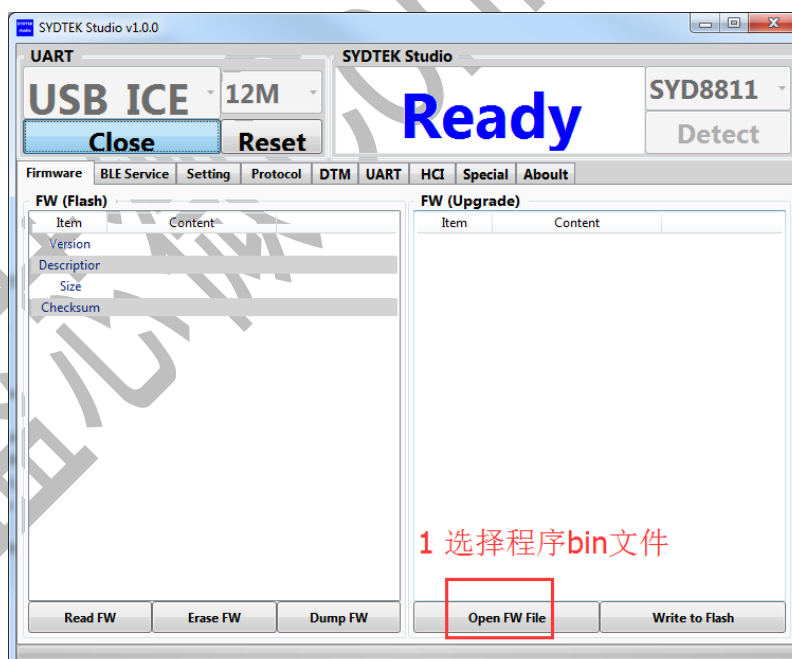 SYDTEK Studio v1.0.0
UART
USB ICE
12M
Close
Reset
SYDTEK Studio
Ready
SYD8811
Detect
Firmware
BLE Service
Setting
Protocol
DTM
UART
HCI
Special
Aboult
FW (Flash)
Item Content
Version
Descriptior
Size
Checksum
FW (Upgrade)
Item Content
1 选择程序bin文件
Read FW
Erase FW
Dump FW
Open FW File
Write to Flash